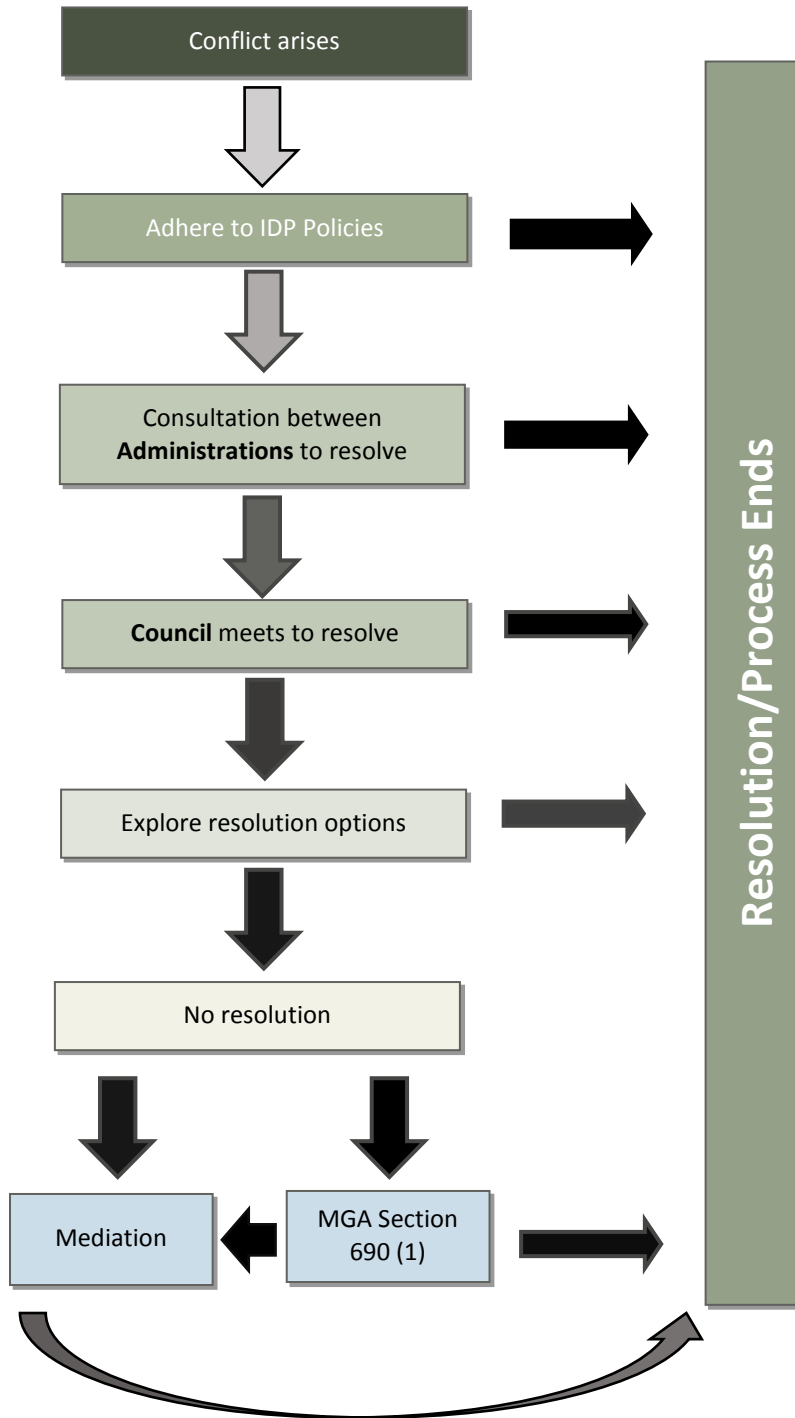 Conflict arises
Adhere to IDP Policies
Consultation between
Administrations to resolve
Council meets to resolve
Explore resolution options
No resolution
Mediation
MGA Section
690 (1)
Resolution/Process Ends